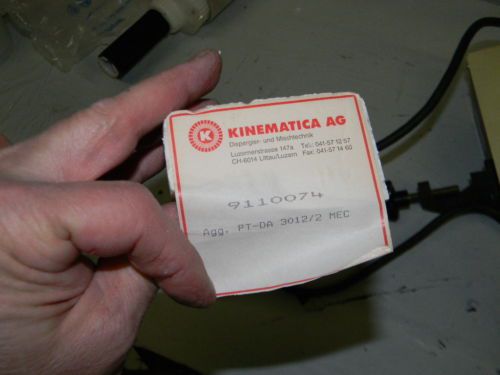 K
KINEMATICA AG
Dispergier- und Mischtechnik
Luzernerstrasse 147a Tel.: 041-57 12 57
CH-6014 Littau/Luzern Fax: 041-57 14 60
9110074
Agg. PT-DA 3012/2 MEC